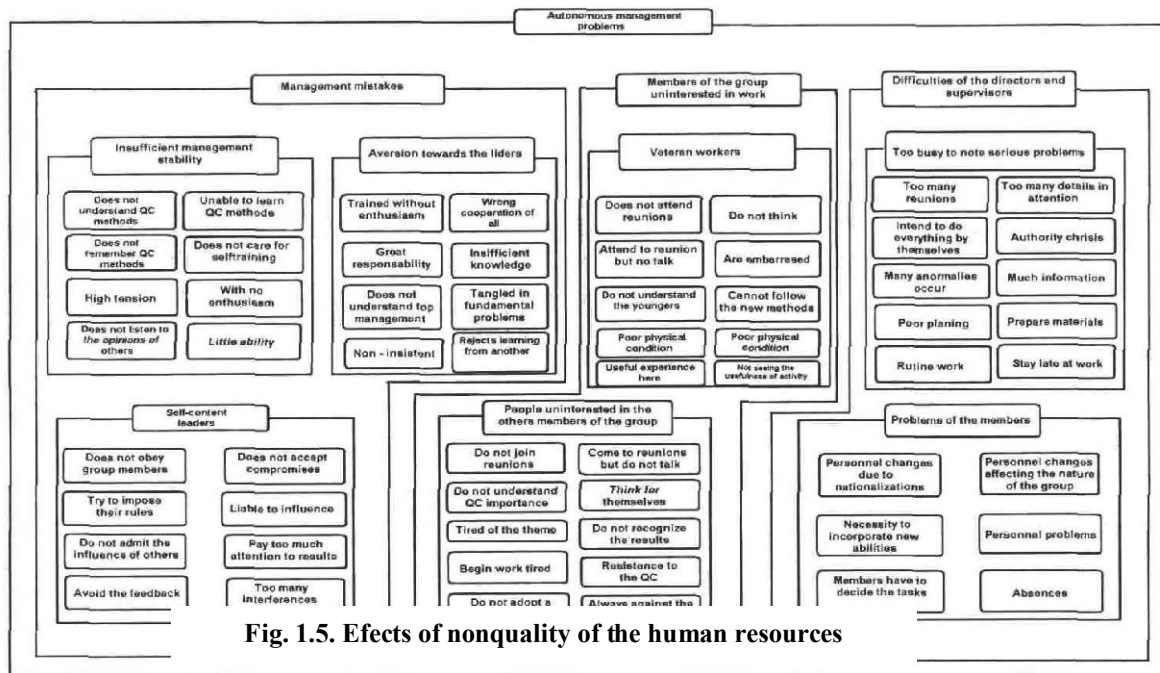 Autonomous management
problems
Management mistakes
Members of the group
uninterested in work
Difficulties of the directors and
supervisors
Insufficient management
stability
Does not
understand QC
methods
Unable to learn
QC methods
Does not
remember QC
methods
Does not care for
selftraining
High tension
With no
enthusiasm
Does not listen to
the opinions of
others
Little ability
Aversion towards the liders
Trained without
enthusiasm
Wrong
cooperation of
all
Great
responsability
Insifficient
knowledge
Does not
understand top
management
Tangled in
fundamental
problems
Non - insistent
Rejects learning
from another
Veteran workers
Does not attend
reunions
Do not think
Attend to reunion
but no talk
Are embarresed
Do not understand
the youngers
Cannot follow
the new methods
Poor physical
condition
Poor physical
condition
Useful experience
here
Not seeing the
usefulness of activity
Too busy to note serious problems
Too many
reunions
Too many details in
attention
Intend to do
everything by
themselves
Authority chrisis
Many anormalies
occur
Much information
Poor planing
Prepare materials
Rutine work
Stay late at work
Self-content
leaders
Does not obey
group members
Does not accept
compromises
Try to impose
their rules
Liable to influence
Do not admit the
influence of others
Pay too much
attention to results
Avoid the feedback
Too many
interferences
People uninterested in the
others members of the group
Do not join
reunions
Come to reunions
but do not talk
Do not understand
QC importance
Think for
themselves
Tired of the theme
Do not recognize
the results
Begin work tired
Resistance to
the QC
Do not adopt a
Always against the
Problems of the members
Personnel changes
due to
nationalizations
Personnel changes
affecting the nature
of the group
Necessity to
incorporate new
abilities
Personnel problems
Members have to
decide the tasks
Absences
Fig. 1.5. Efects of nonquality of the human resources